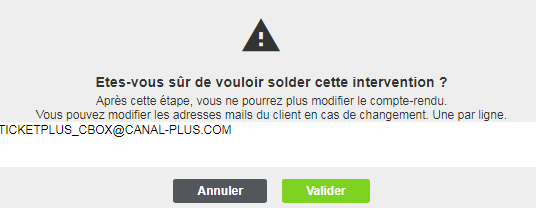 Etes-vous sûr de vouloir solder cette intervention ?
Après cette étape, vous ne pourrez plus modifier le compte-rendu.
Vous pouvez modifier les adresses mails du client en cas de changement. Une par ligne.
TICKETPLUS_CBOX@CANAL-PLUS.COM
Annuler
Valider